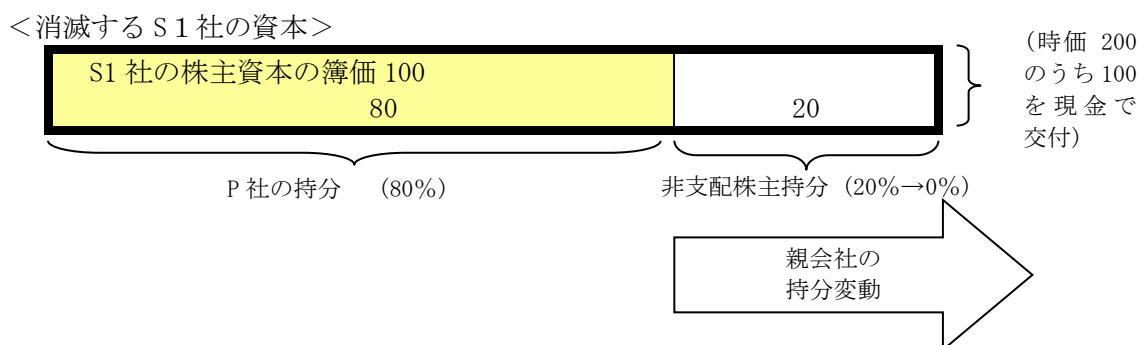 ＜消滅する S１社の資本＞
S1 社の株主資本の簿価 100
80
20
（時価 200
のうち 100
を現金で
交付）
P 社の持分　（80％）
非支配株主持分（20％→0％）
親会社の
持分変動